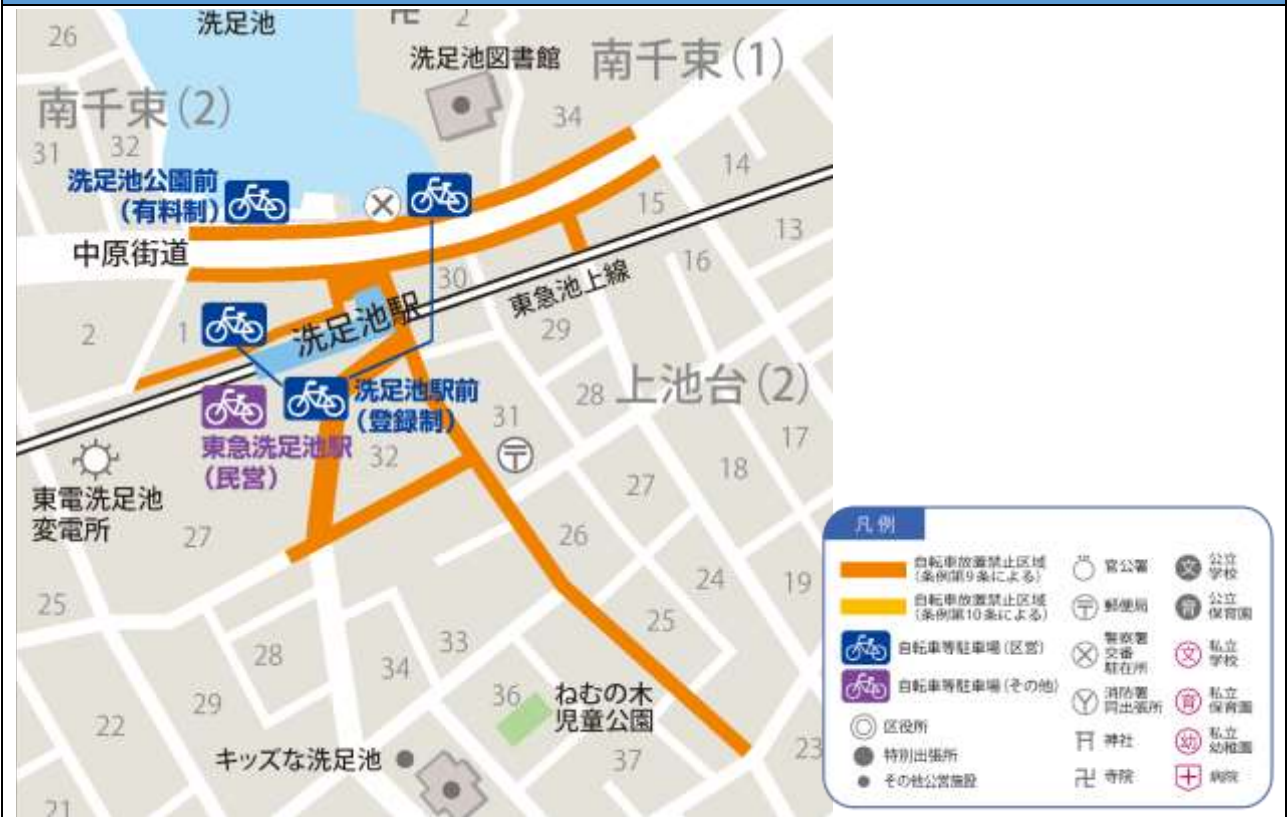 洗足池
26
2
洗足池図書館
南千束(1)
南千束(2)
34
31
32
洗足池公園前
(有料制)
14
15
13
中原街道
16
30
東急池上線
洗足池駅
2
1
29
28
上池台(2)
洗足池駅前
(登録制)
31
東急洗足池駅
(民営)
32
17
18
東電洗足池
変電所
27
27
26
24
19
25
25
33
28
34
36
ねむの木
児童公園
29
22
23
37
キッズな洗足池
21
凡例
自転車放置禁止区域
(条例第9条による)
自転車放置禁止区域
(条例第10条による)
自転車等駐車場(区営)
自転車等駐車場(その他)
区役所
特別出張所
その他公営施設
官公署
郵便局
警察署
交番
駐在所
消防署
同出張所
神社
寺院
文
公立
学校
育
公立
保育園
文
私立
学校
育
私立
保育園
幼
私立
幼稚園
病院